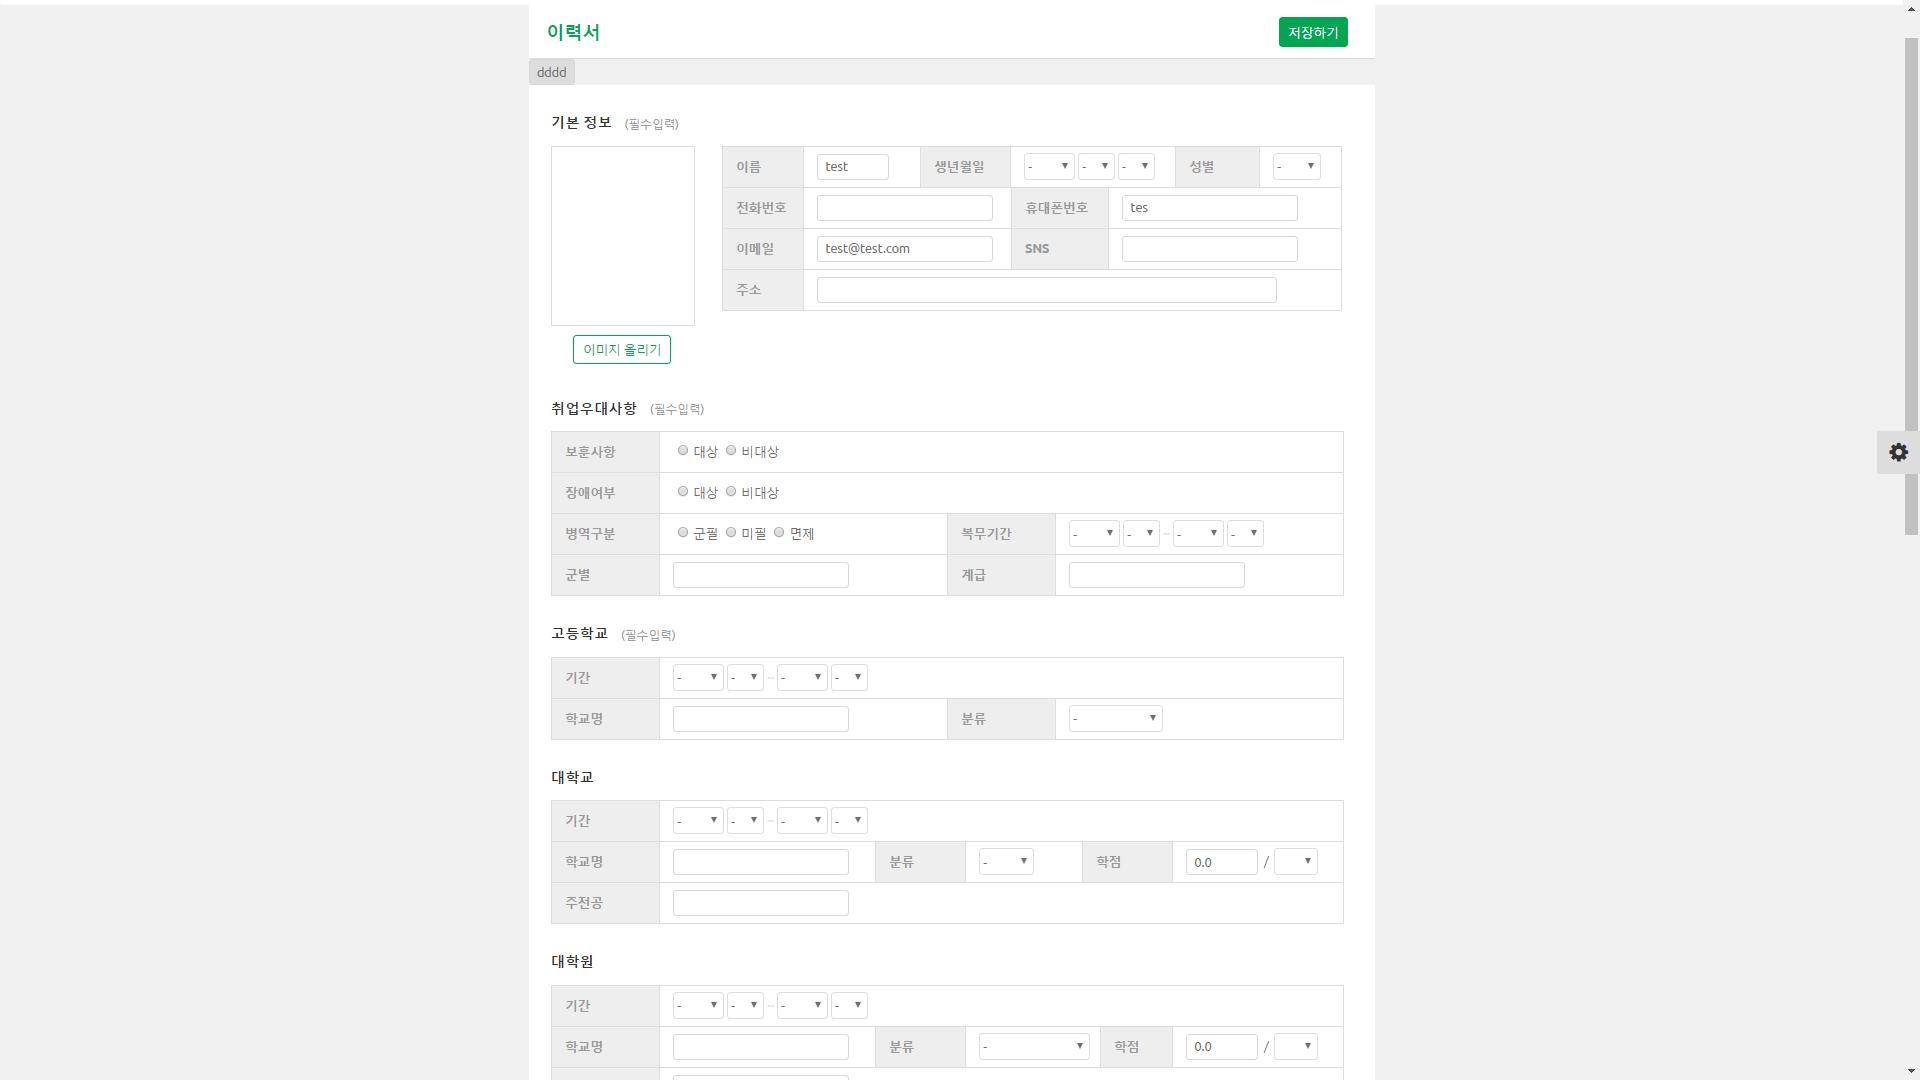 이력서 저장하기
dddd
기본 정보 (필수입력)
이름 test 생년월일 - - - 성별 -
전화번호 휴대폰번호 tes
이메일 test@test.com SNS
주소
이미지 올리기
취업우대사항 (필수입력)
보훈사항 대상 비대상
장애여부 대상 비대상
병역구분 군필 미필 면제 복무기간 - - ~ - -
군별 계급
고등학교 (필수입력)
기간 - - ~ - -
학교명 분류 -
대학교
기간 - - ~ - -
학교명 분류 - 학점 0.0 /
주전공
대학원
기간 - - ~ - -
학교명 분류 - 학점 0.0 /